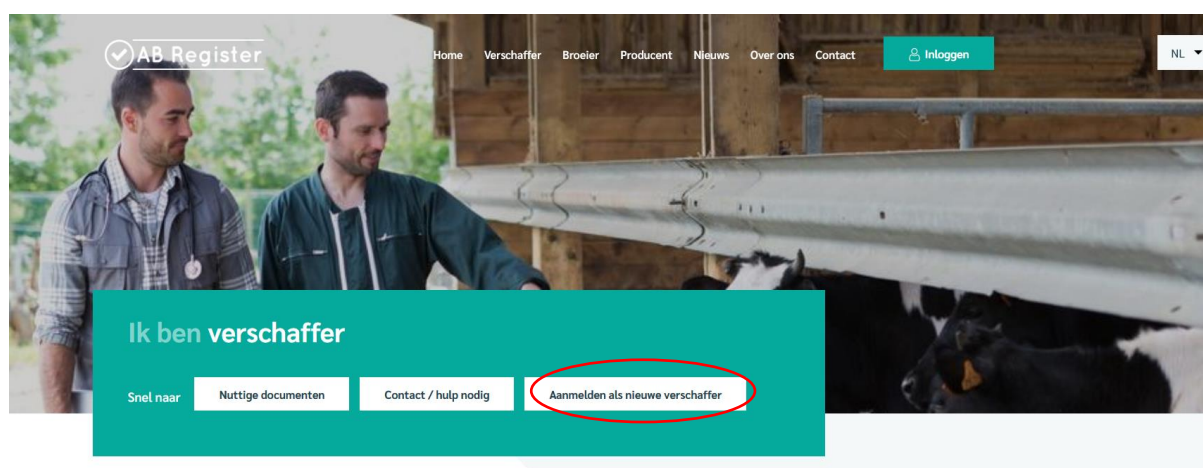 AB Register
Home Verschaffer Broeier Producent Nieuws Over ons Contact Inloggen NL
Ik ben verschaffer
Snel naar Nuttige documenten Contact / hulp nodig Aanmelden als nieuwe verschaffer